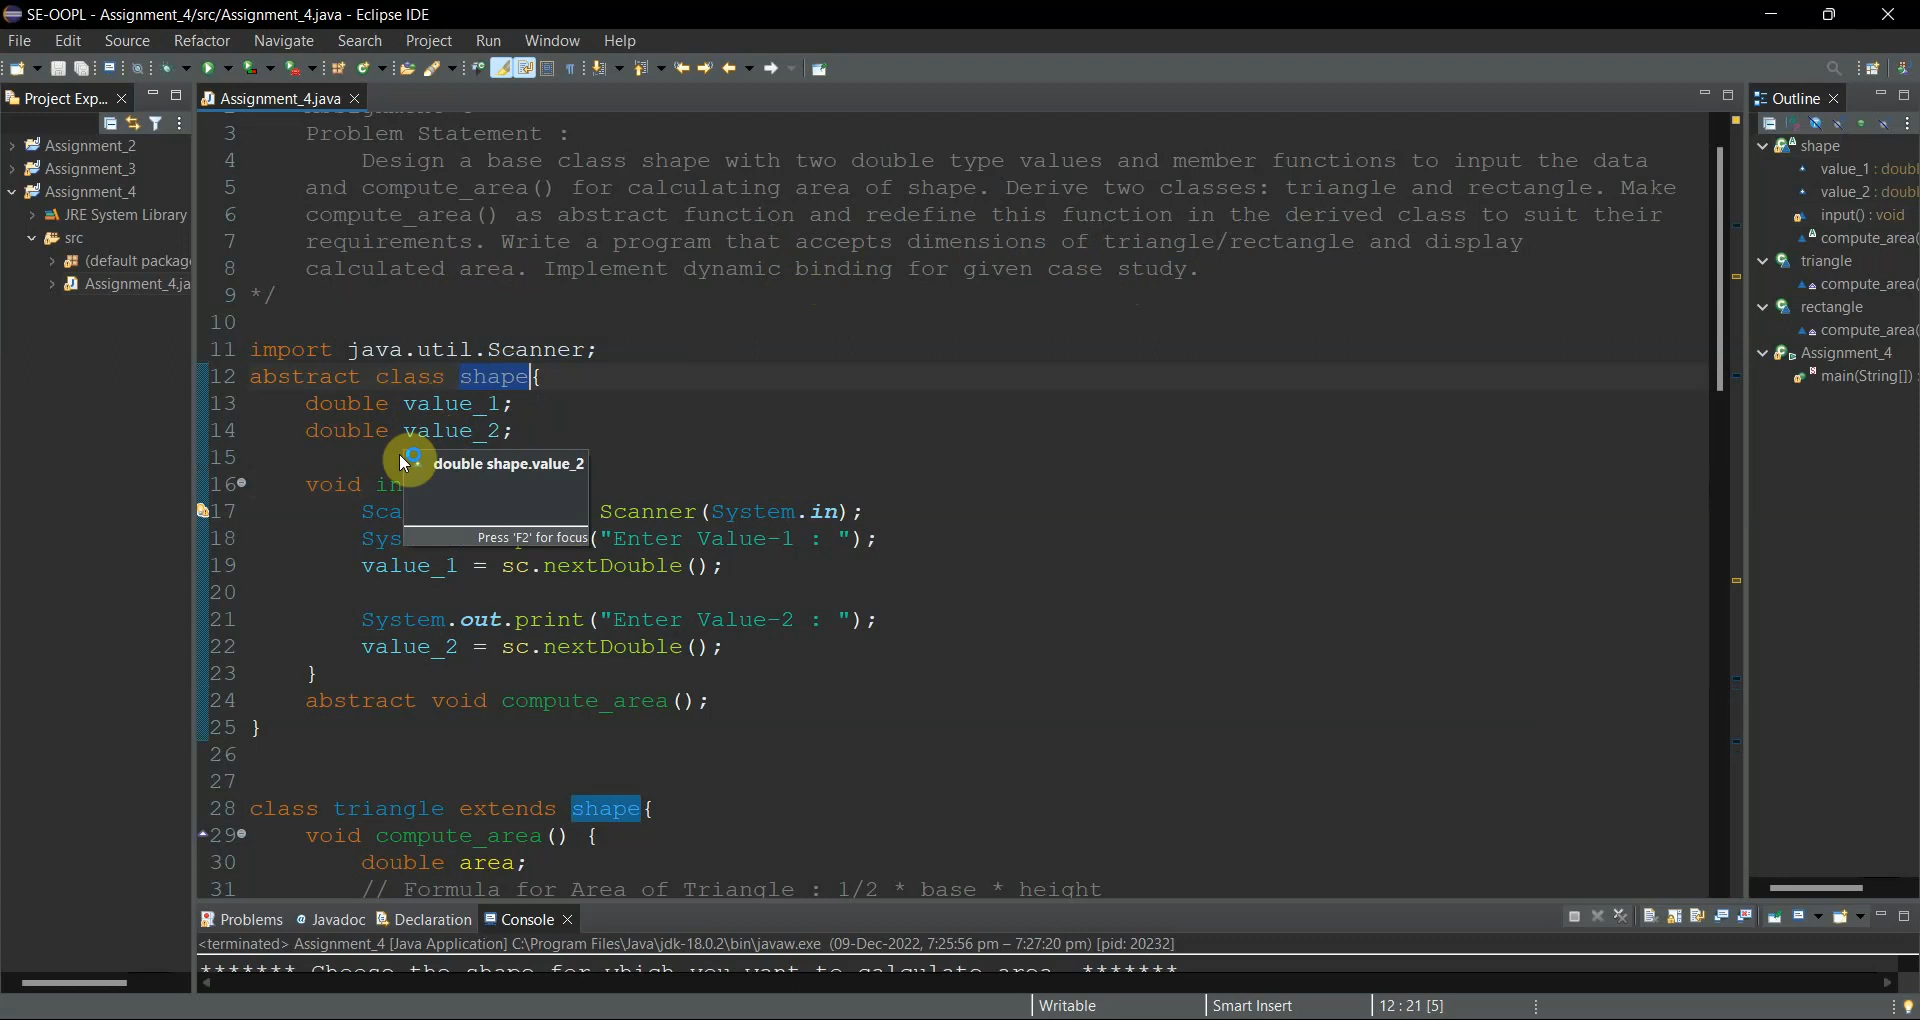 SE-OOPL - Assignment_4/src/Assignment_4.java - Eclipse IDE
File Edit Source Refactor Navigate Search Project Run Window Help
Project Exp...
Assignment_4.java
Outline
Assignment_2
Assignment_3
Assignment_4
JRE System Library
src
(default packag
Assignment_4.ja
3 Problem Statement :
4 Design a base class shape with two double type values and member functions to input the data
5 and compute_area() for calculating area of shape. Derive two classes: triangle and rectangle. Make
6 compute_area() as abstract function and redefine this function in the derived class to suit their
7 requirements. Write a program that accepts dimensions of triangle/rectangle and display
8 calculated area. Implement dynamic binding for given case study.
9 */
10
11 import java.util.Scanner;
12 abstract class shape{
13 double value_1;
14 double value_2;
15
double shape.value_2
16 void in
17 Sca Scanner(System.in);
Press 'F2' for focus
18 Sys ("Enter Value-1 : ");
19 value_1 = sc.nextDouble();
20
21 System.out.print("Enter Value-2 : ");
22 value_2 = sc.nextDouble();
23 }
24 abstract void compute_area();
25 }
26
27
28 class triangle extends shape{
29 void compute_area() {
30 double area;
31 // Formula for Area of Triangle : 1/2 * base * height
shape
value_1 : doubl
value_2 : doubl
input() : void
compute_area(
triangle
compute_area(
rectangle
compute_area(
Assignment_4
main(String[]) :
Problems Javadoc Declaration Console
<terminated> Assignment_4 [Java Application] C:\Program Files\Java\jdk-18.0.2\bin\javaw.exe (09-Dec-2022, 7:25:56 pm – 7:27:20 pm) [pid: 20232]
******* Choose the shape for which you want to calculate area *******
Writable Smart Insert 12 : 21 [5]